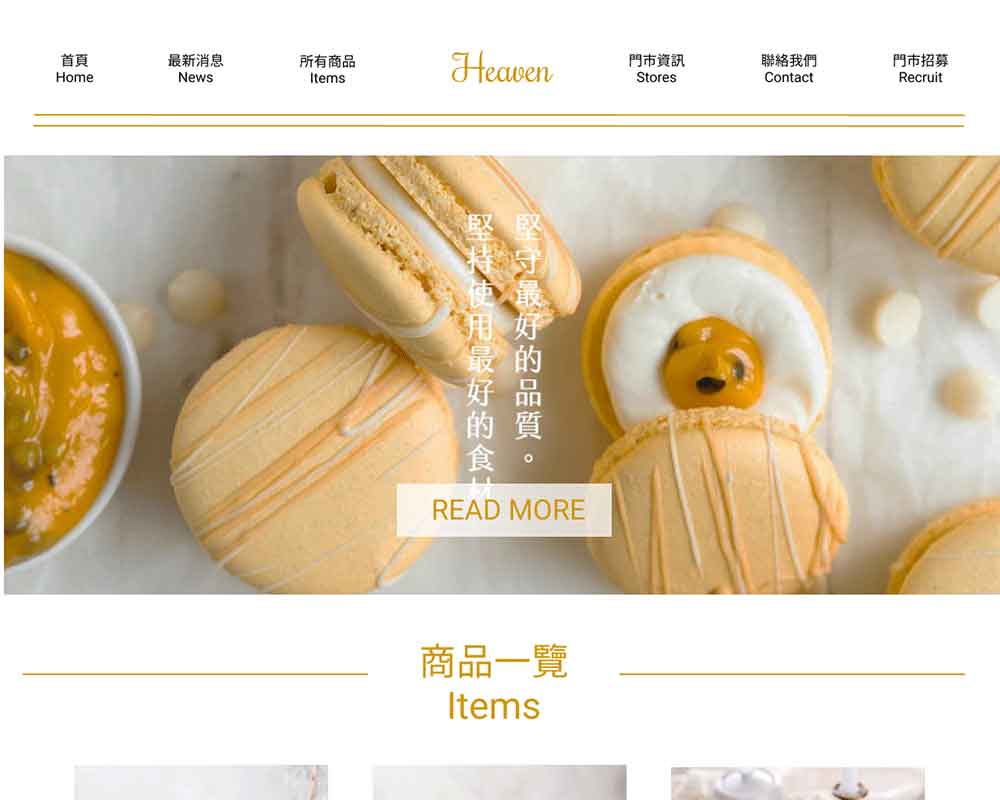 首頁
Home
最新消息
News
所有商品
Items
Heaven
門市資訊
Stores
聯絡我們
Contact
門市招募
Recruit
堅守最好的品質。
堅持使用最好的食材
READ MORE
商品一覽
Items